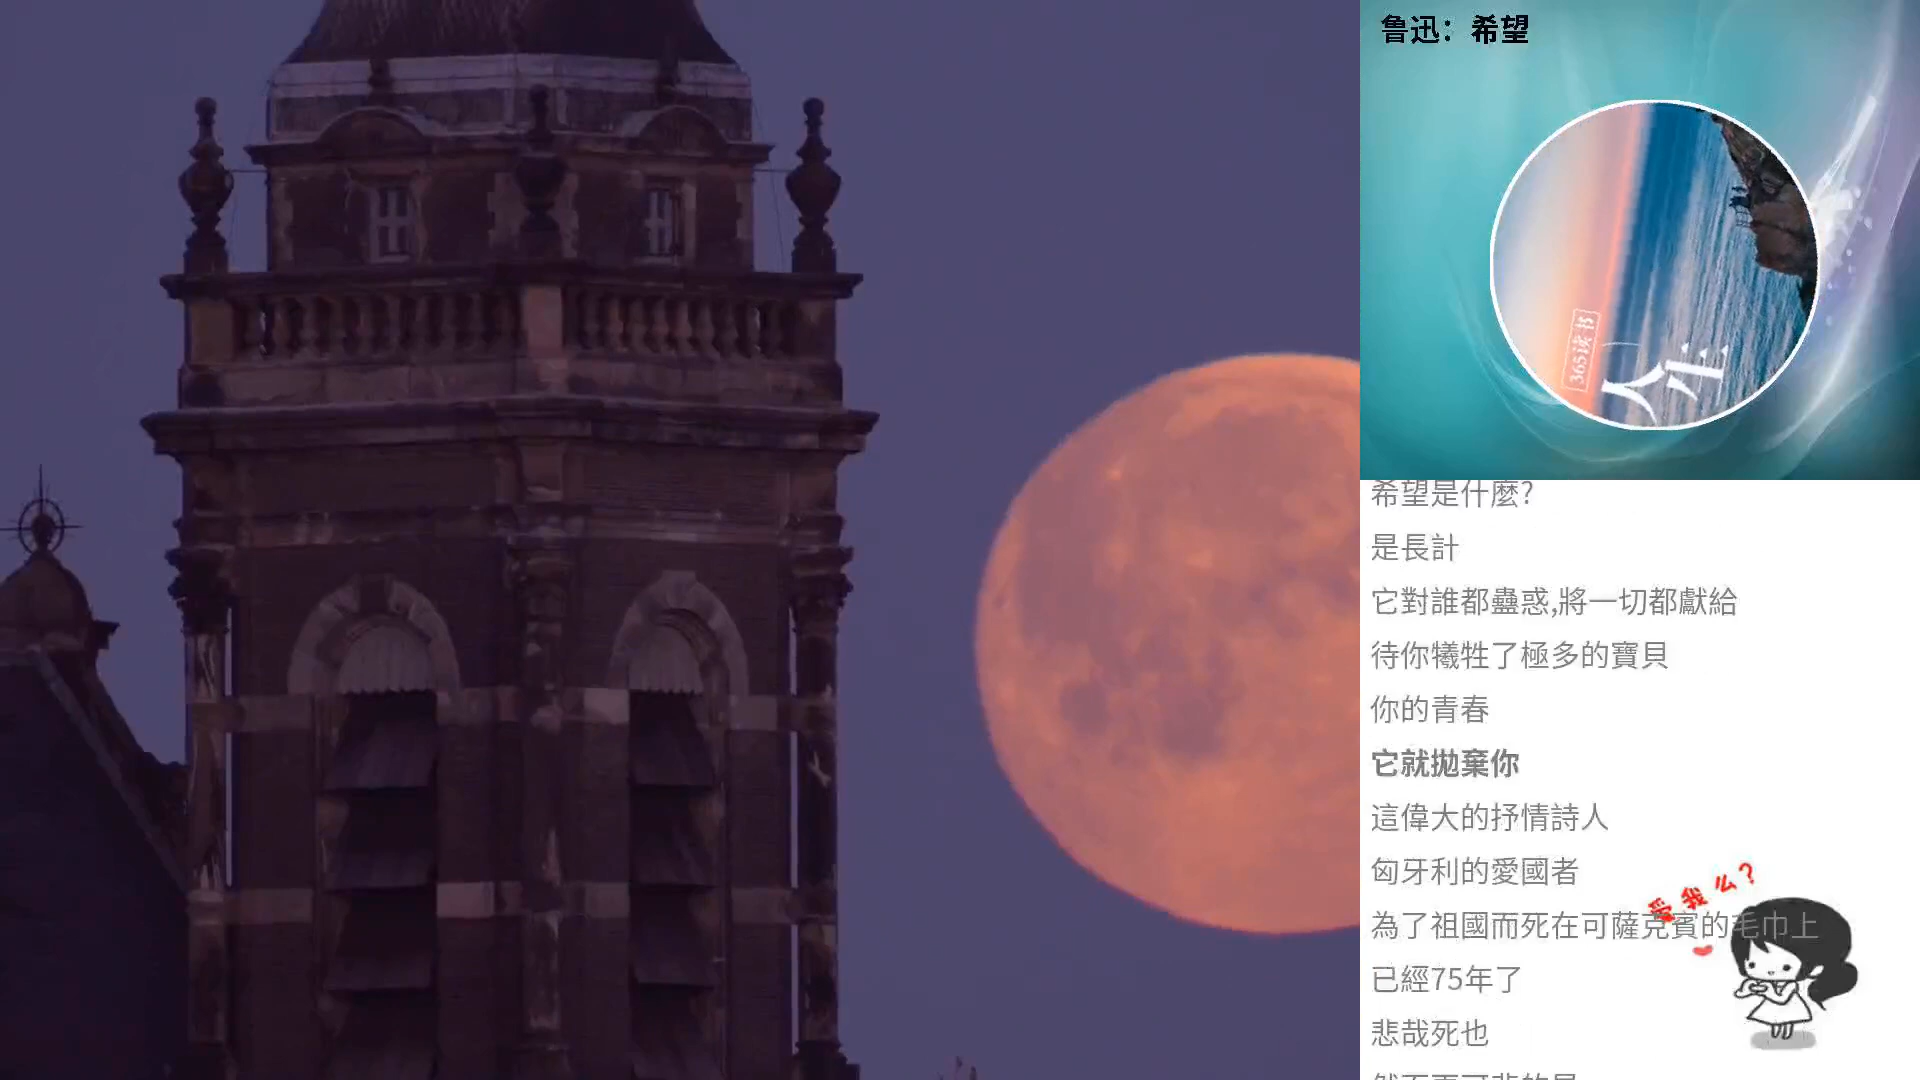 鲁迅：希望
365读书
人生
希望是什麼?
是長計
它對誰都蠱惑,將一切都獻給
待你犧牲了極多的寶貝
你的青春
它就拋棄你
這偉大的抒情詩人
匈牙利的愛國者
愛我么?
為了祖國而死在可薩克賓的毛巾上
已經75年了
悲哉死也